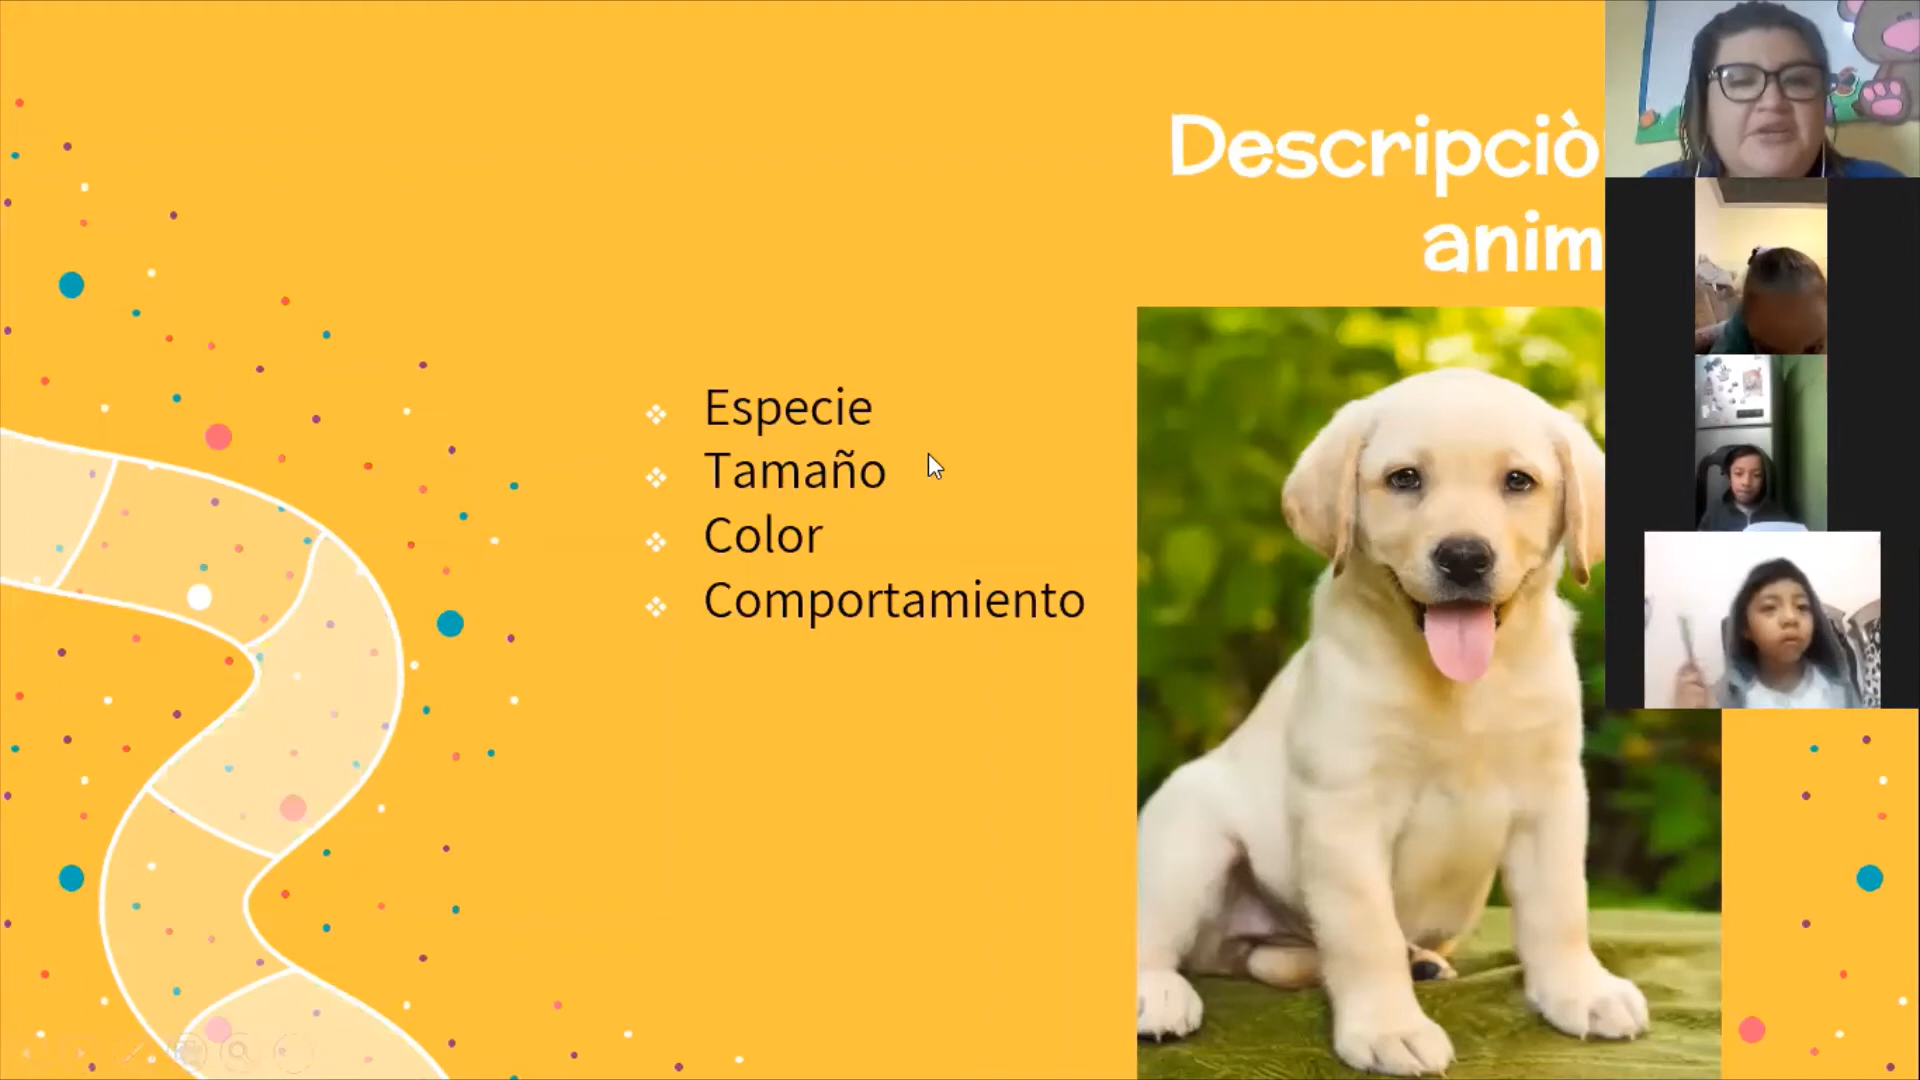 Descripciò
anim
Especie
Tamaño
Color
Comportamiento